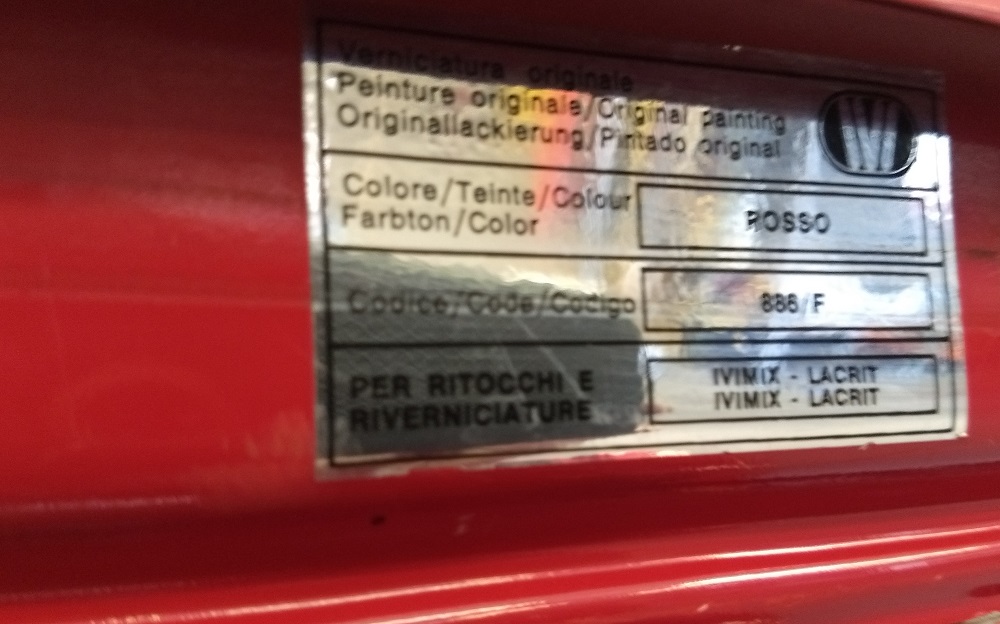 Verniciatura originale
Peinture originale/Original painting
Originallackierung/Pintado original
Colore/Teinte/Colour
Farbton/Color
ROSSO
Codice/Code/Codigo
888/F
PER RITOCCHI E
RIVERNICIATURE
IVIMIX - LACRIT
IVIMIX - LACRIT